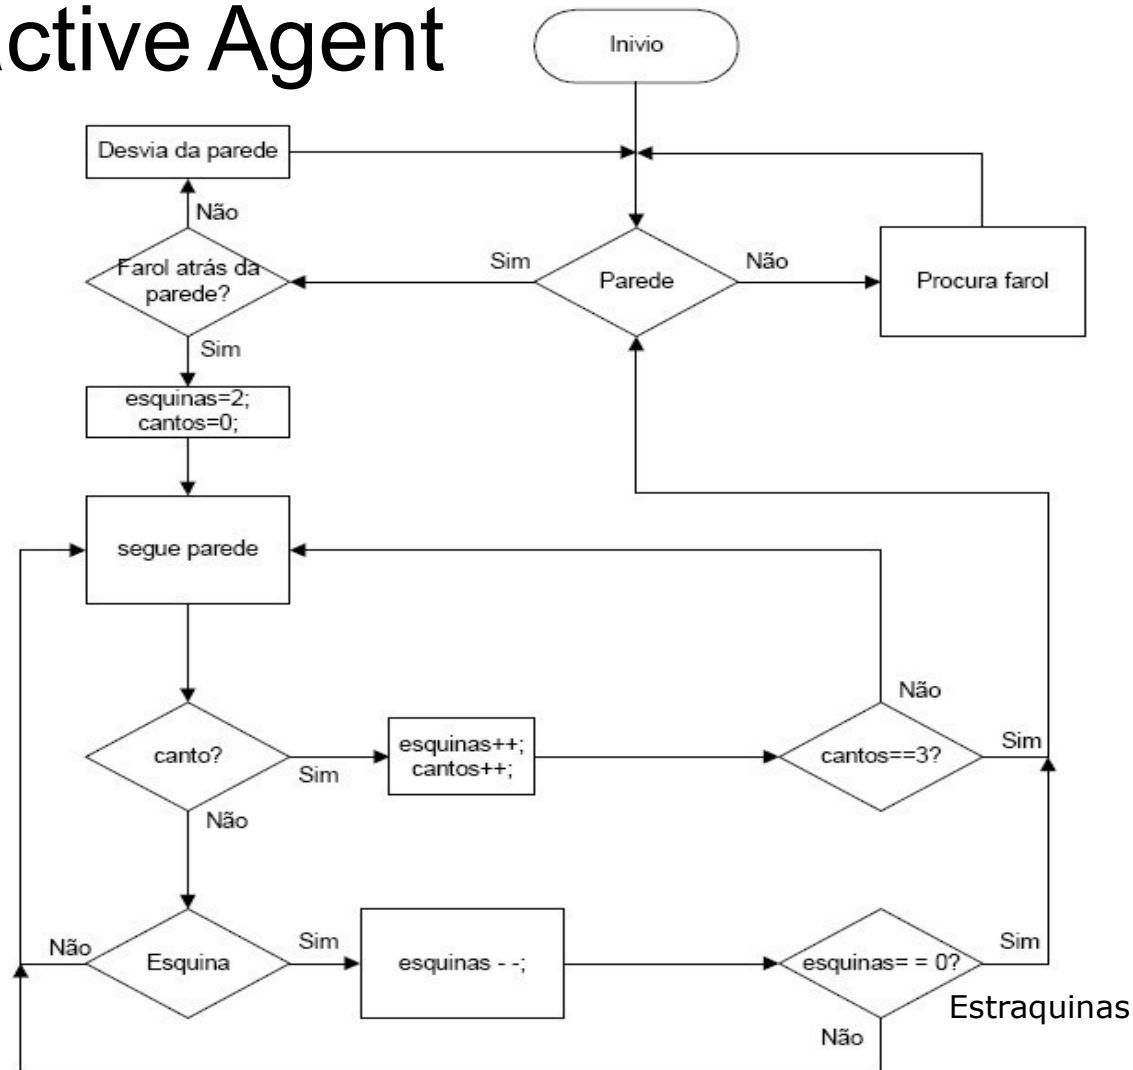 ctive Agent
Inivio
Desvia da parede
Não
Farol atrás da
parede?
Sim
Parede
Não
Procura farol
Sim
esquinas=2;
cantos=0;
segue parede
canto?
Sim
esquinas++;
cantos++;
Não
cantos==3?
Sim
Não
Não
Esquina
Sim
esquinas - -;
esquinas= = 0?
Sim
Estraquinas
Não